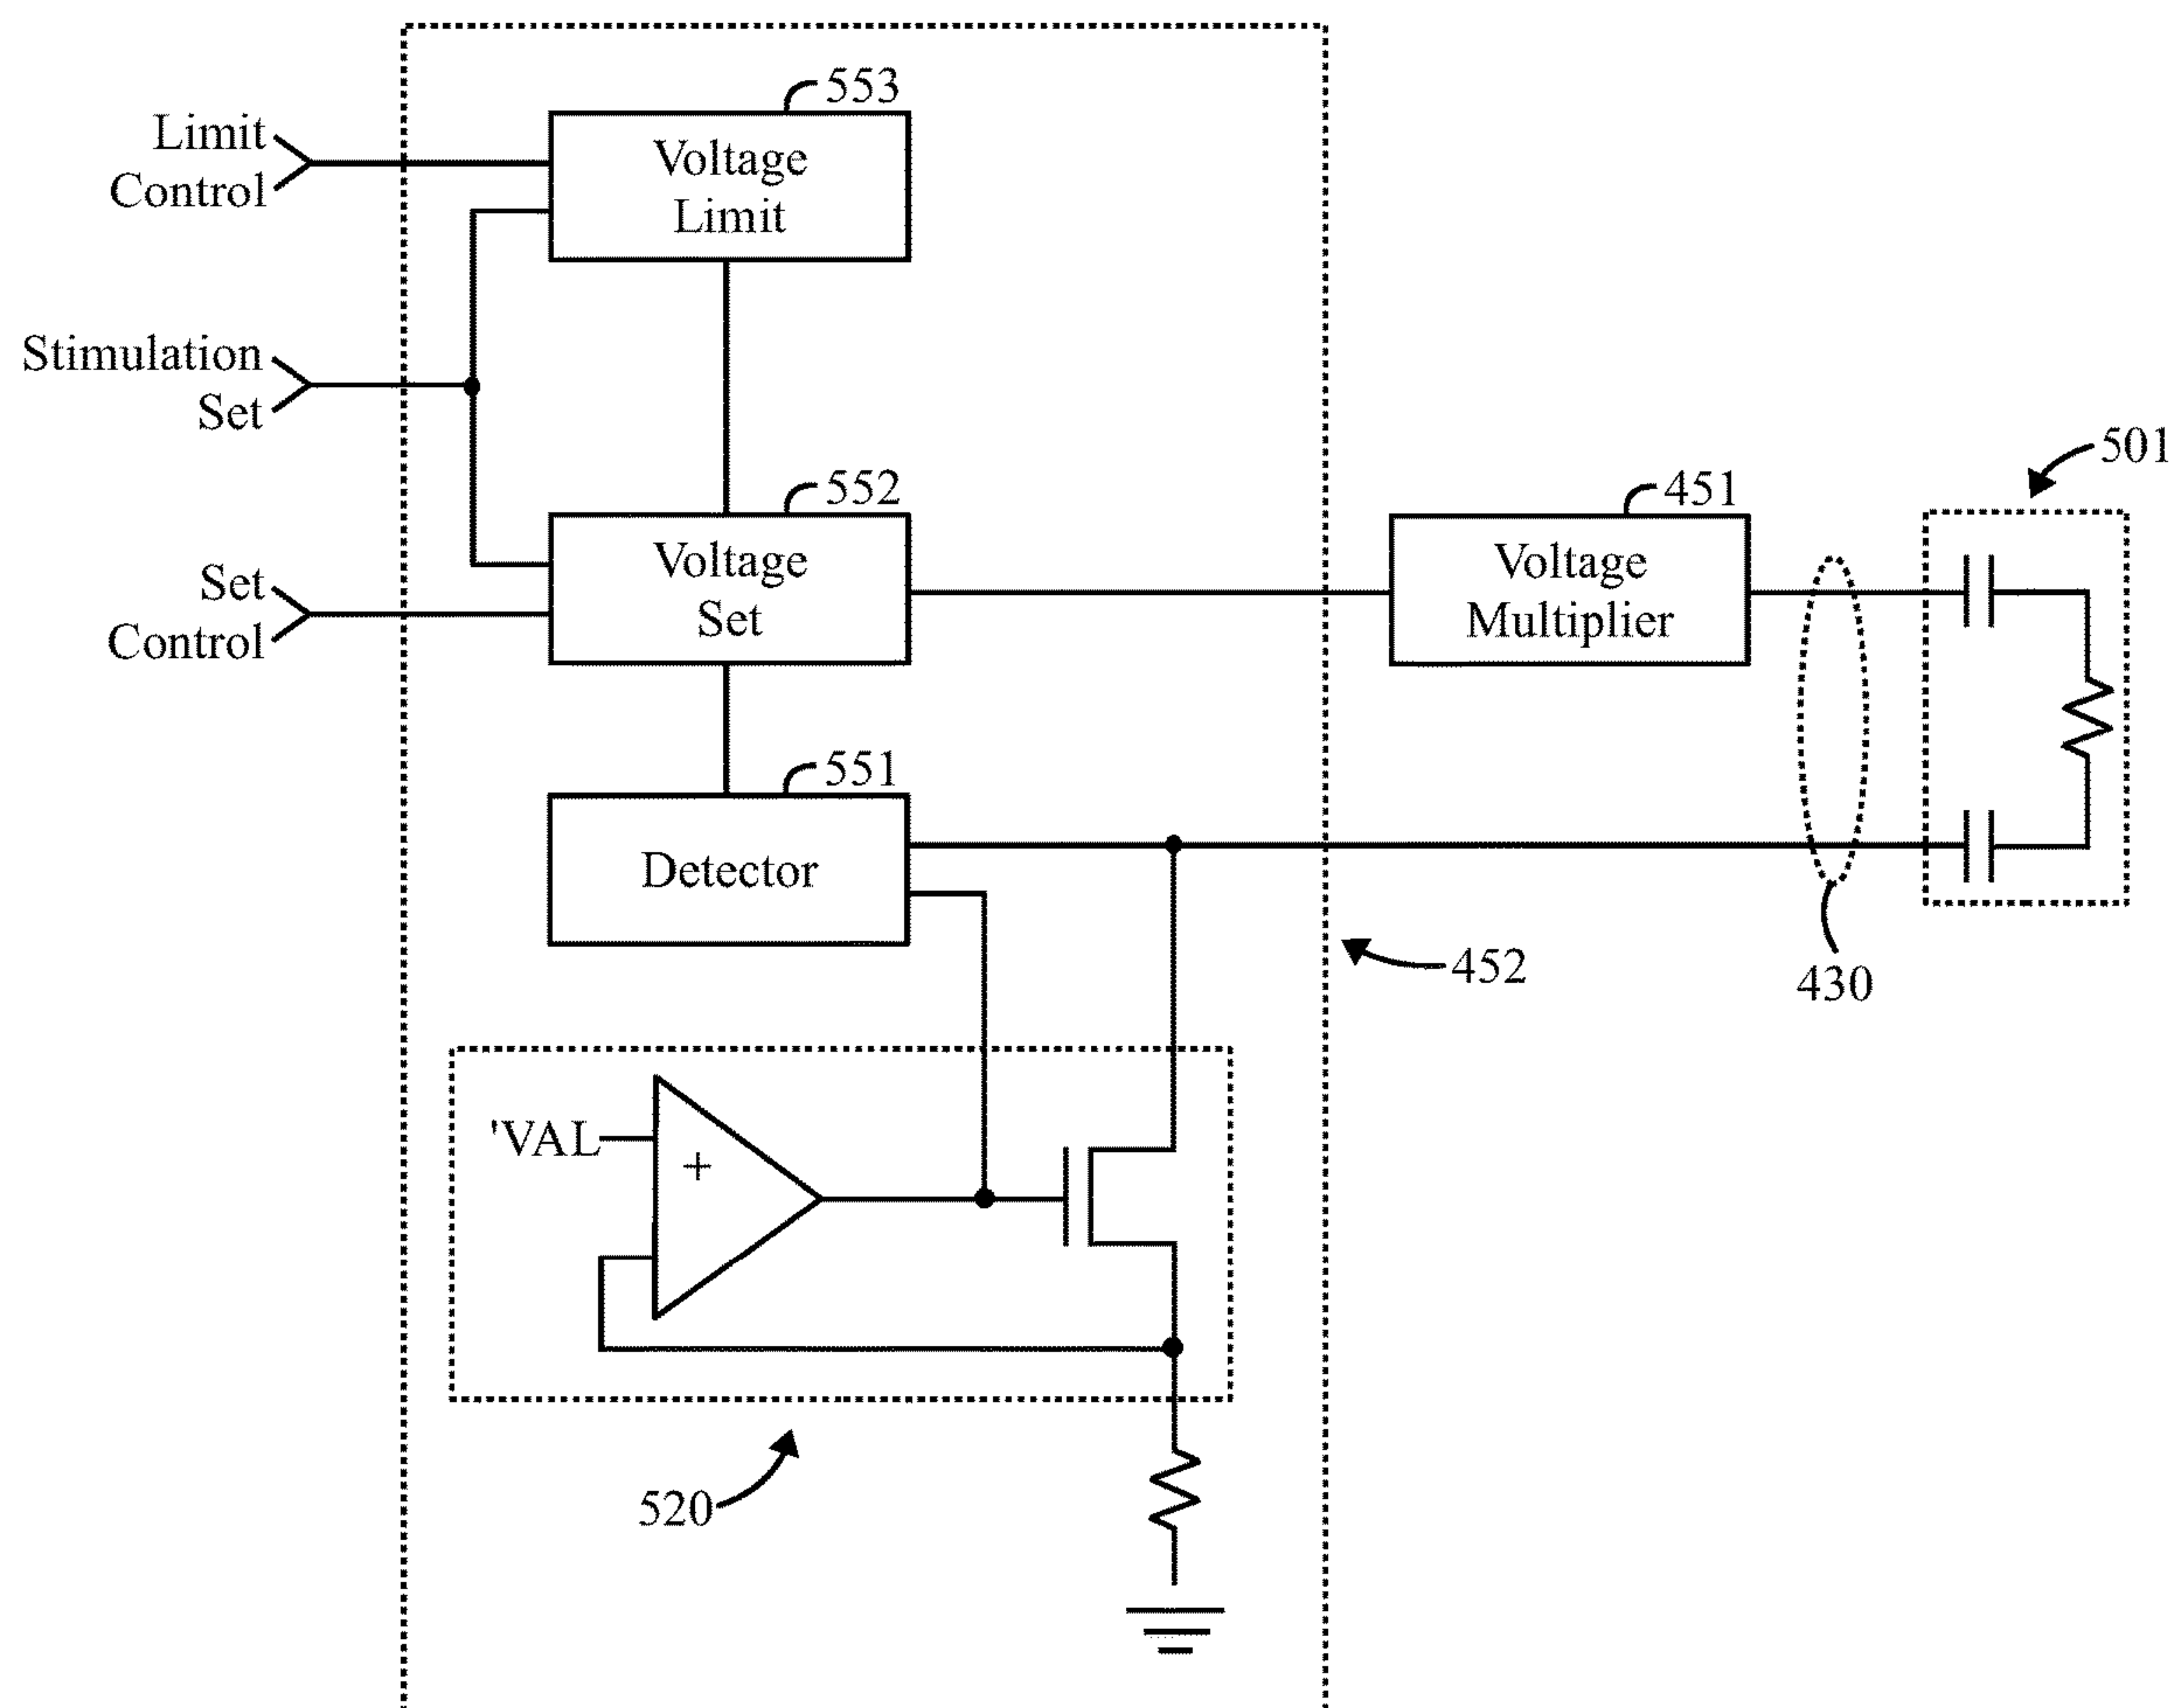 553
Limit
Control
Voltage
Limit
Stimulation
Set
501
552
451
Set
Control
Voltage
Set
Voltage
Multiplier
551
Detector
452
430
'VAL
+
520